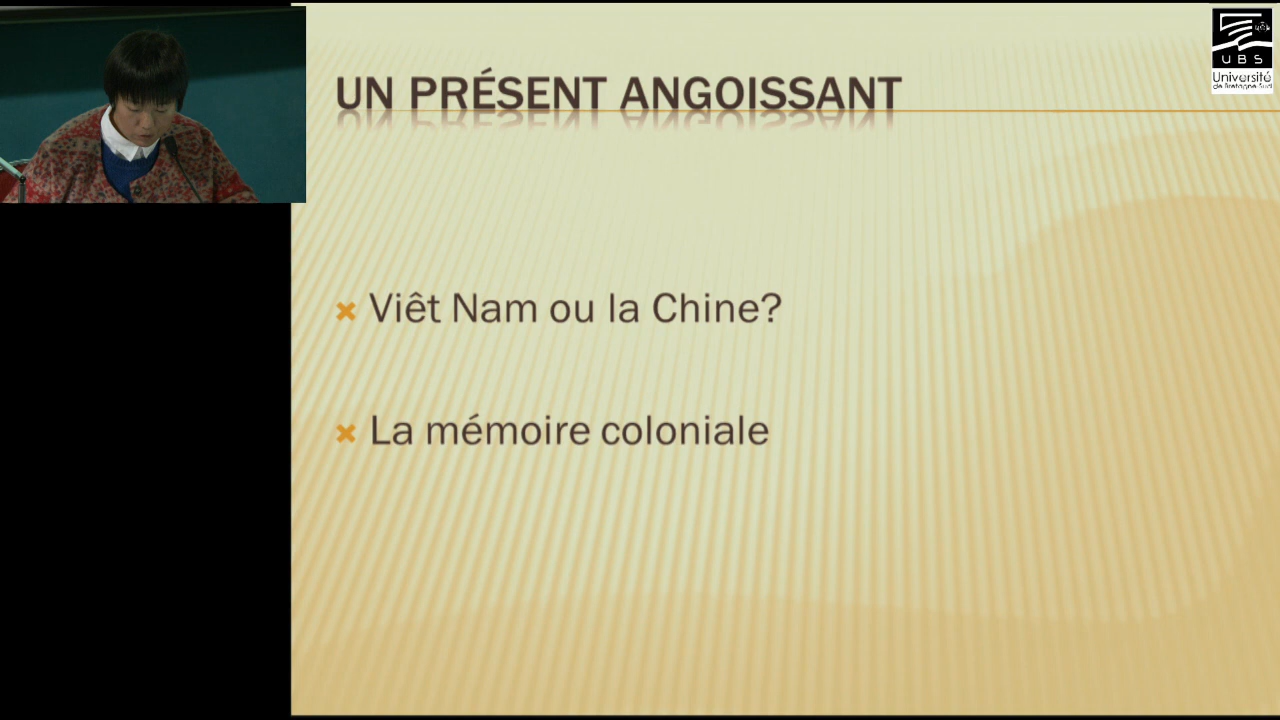 UN PRÉSENT ANGOISSANT
Viêt Nam ou la Chine?
La mémoire coloniale
UBS
Université
de Bretagne-Sud